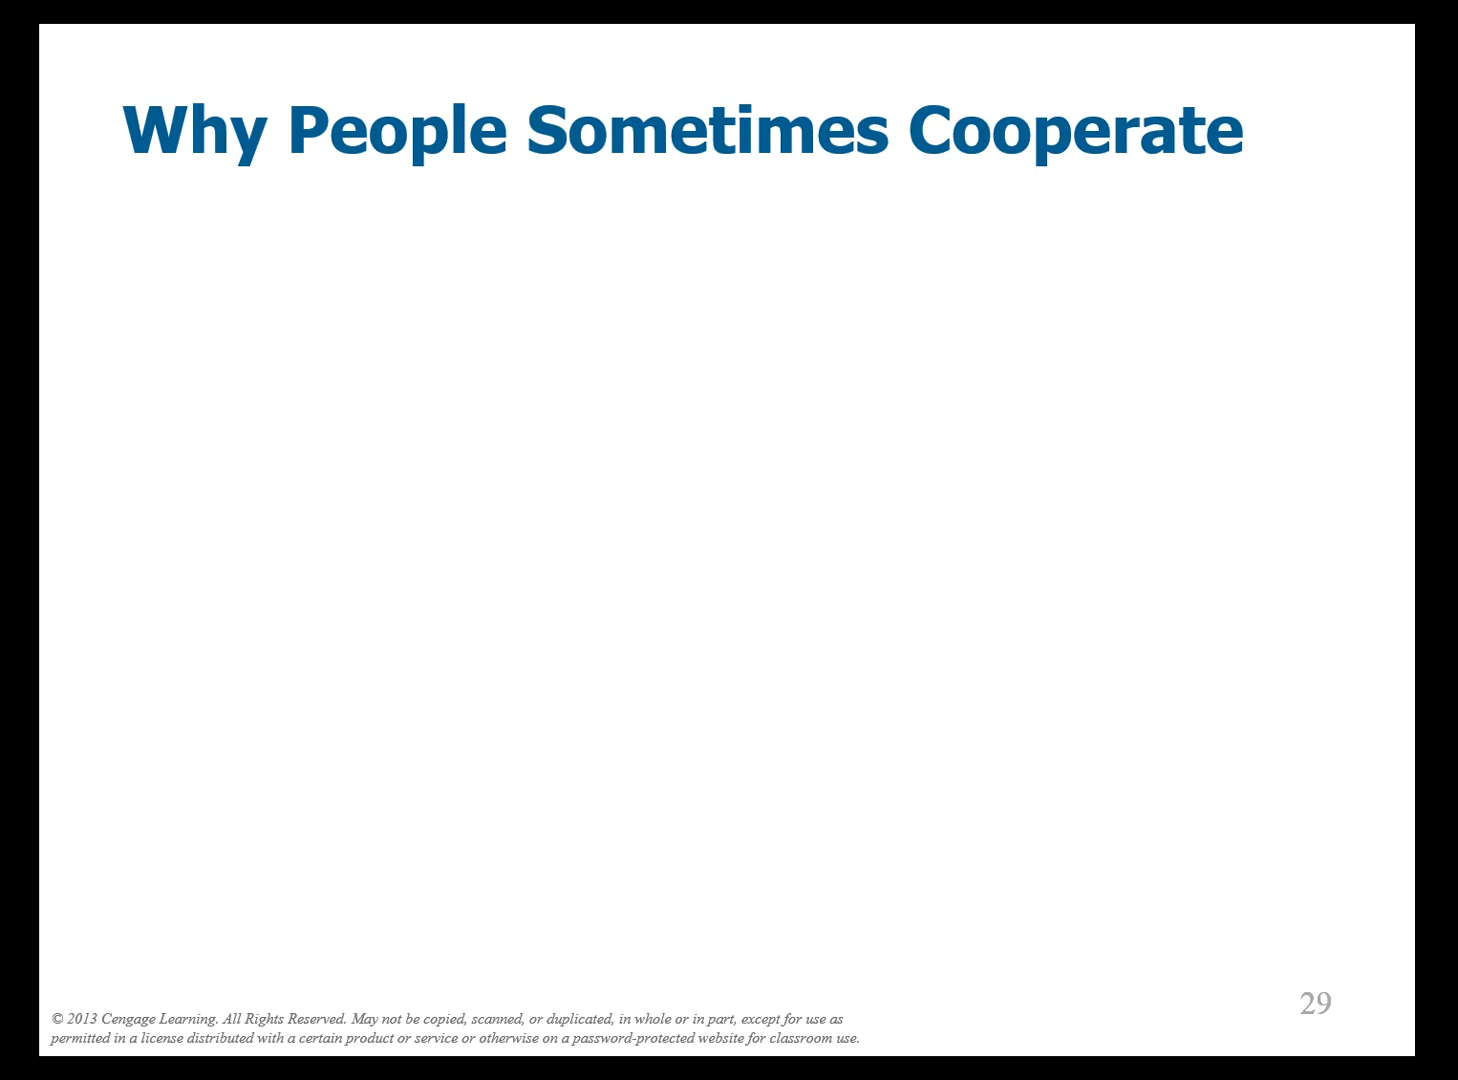 Why People Sometimes Cooperate
29
© 2013 Cengage Learning. All Rights Reserved. May not be copied, scanned, or duplicated, in whole or in part, except for use as
permitted in a license distributed with a certain product or service or otherwise on a password-protected website for classroom use.